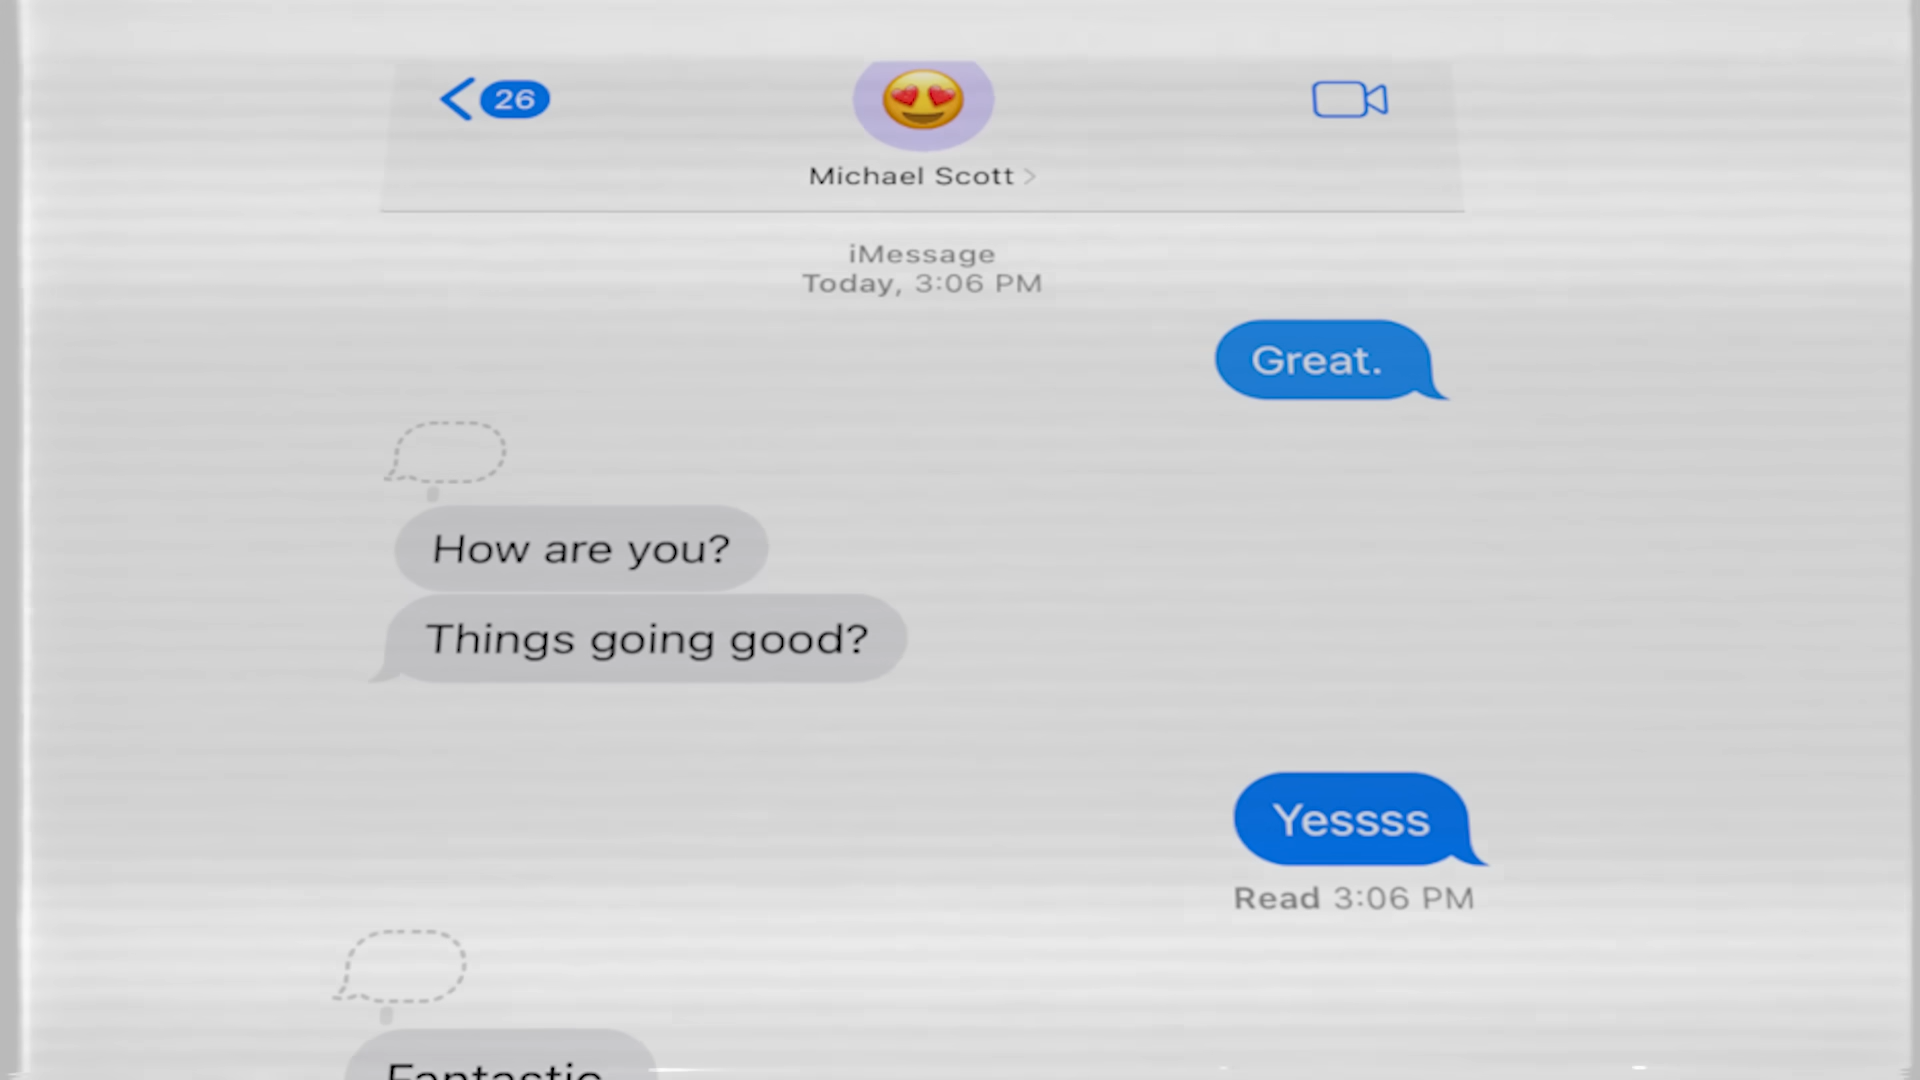 26
Michael Scott
iMessage
Today, 3:06 PM
Great.
How are you?
Things going good?
Yessss
Read 3:06 PM
Fantastic